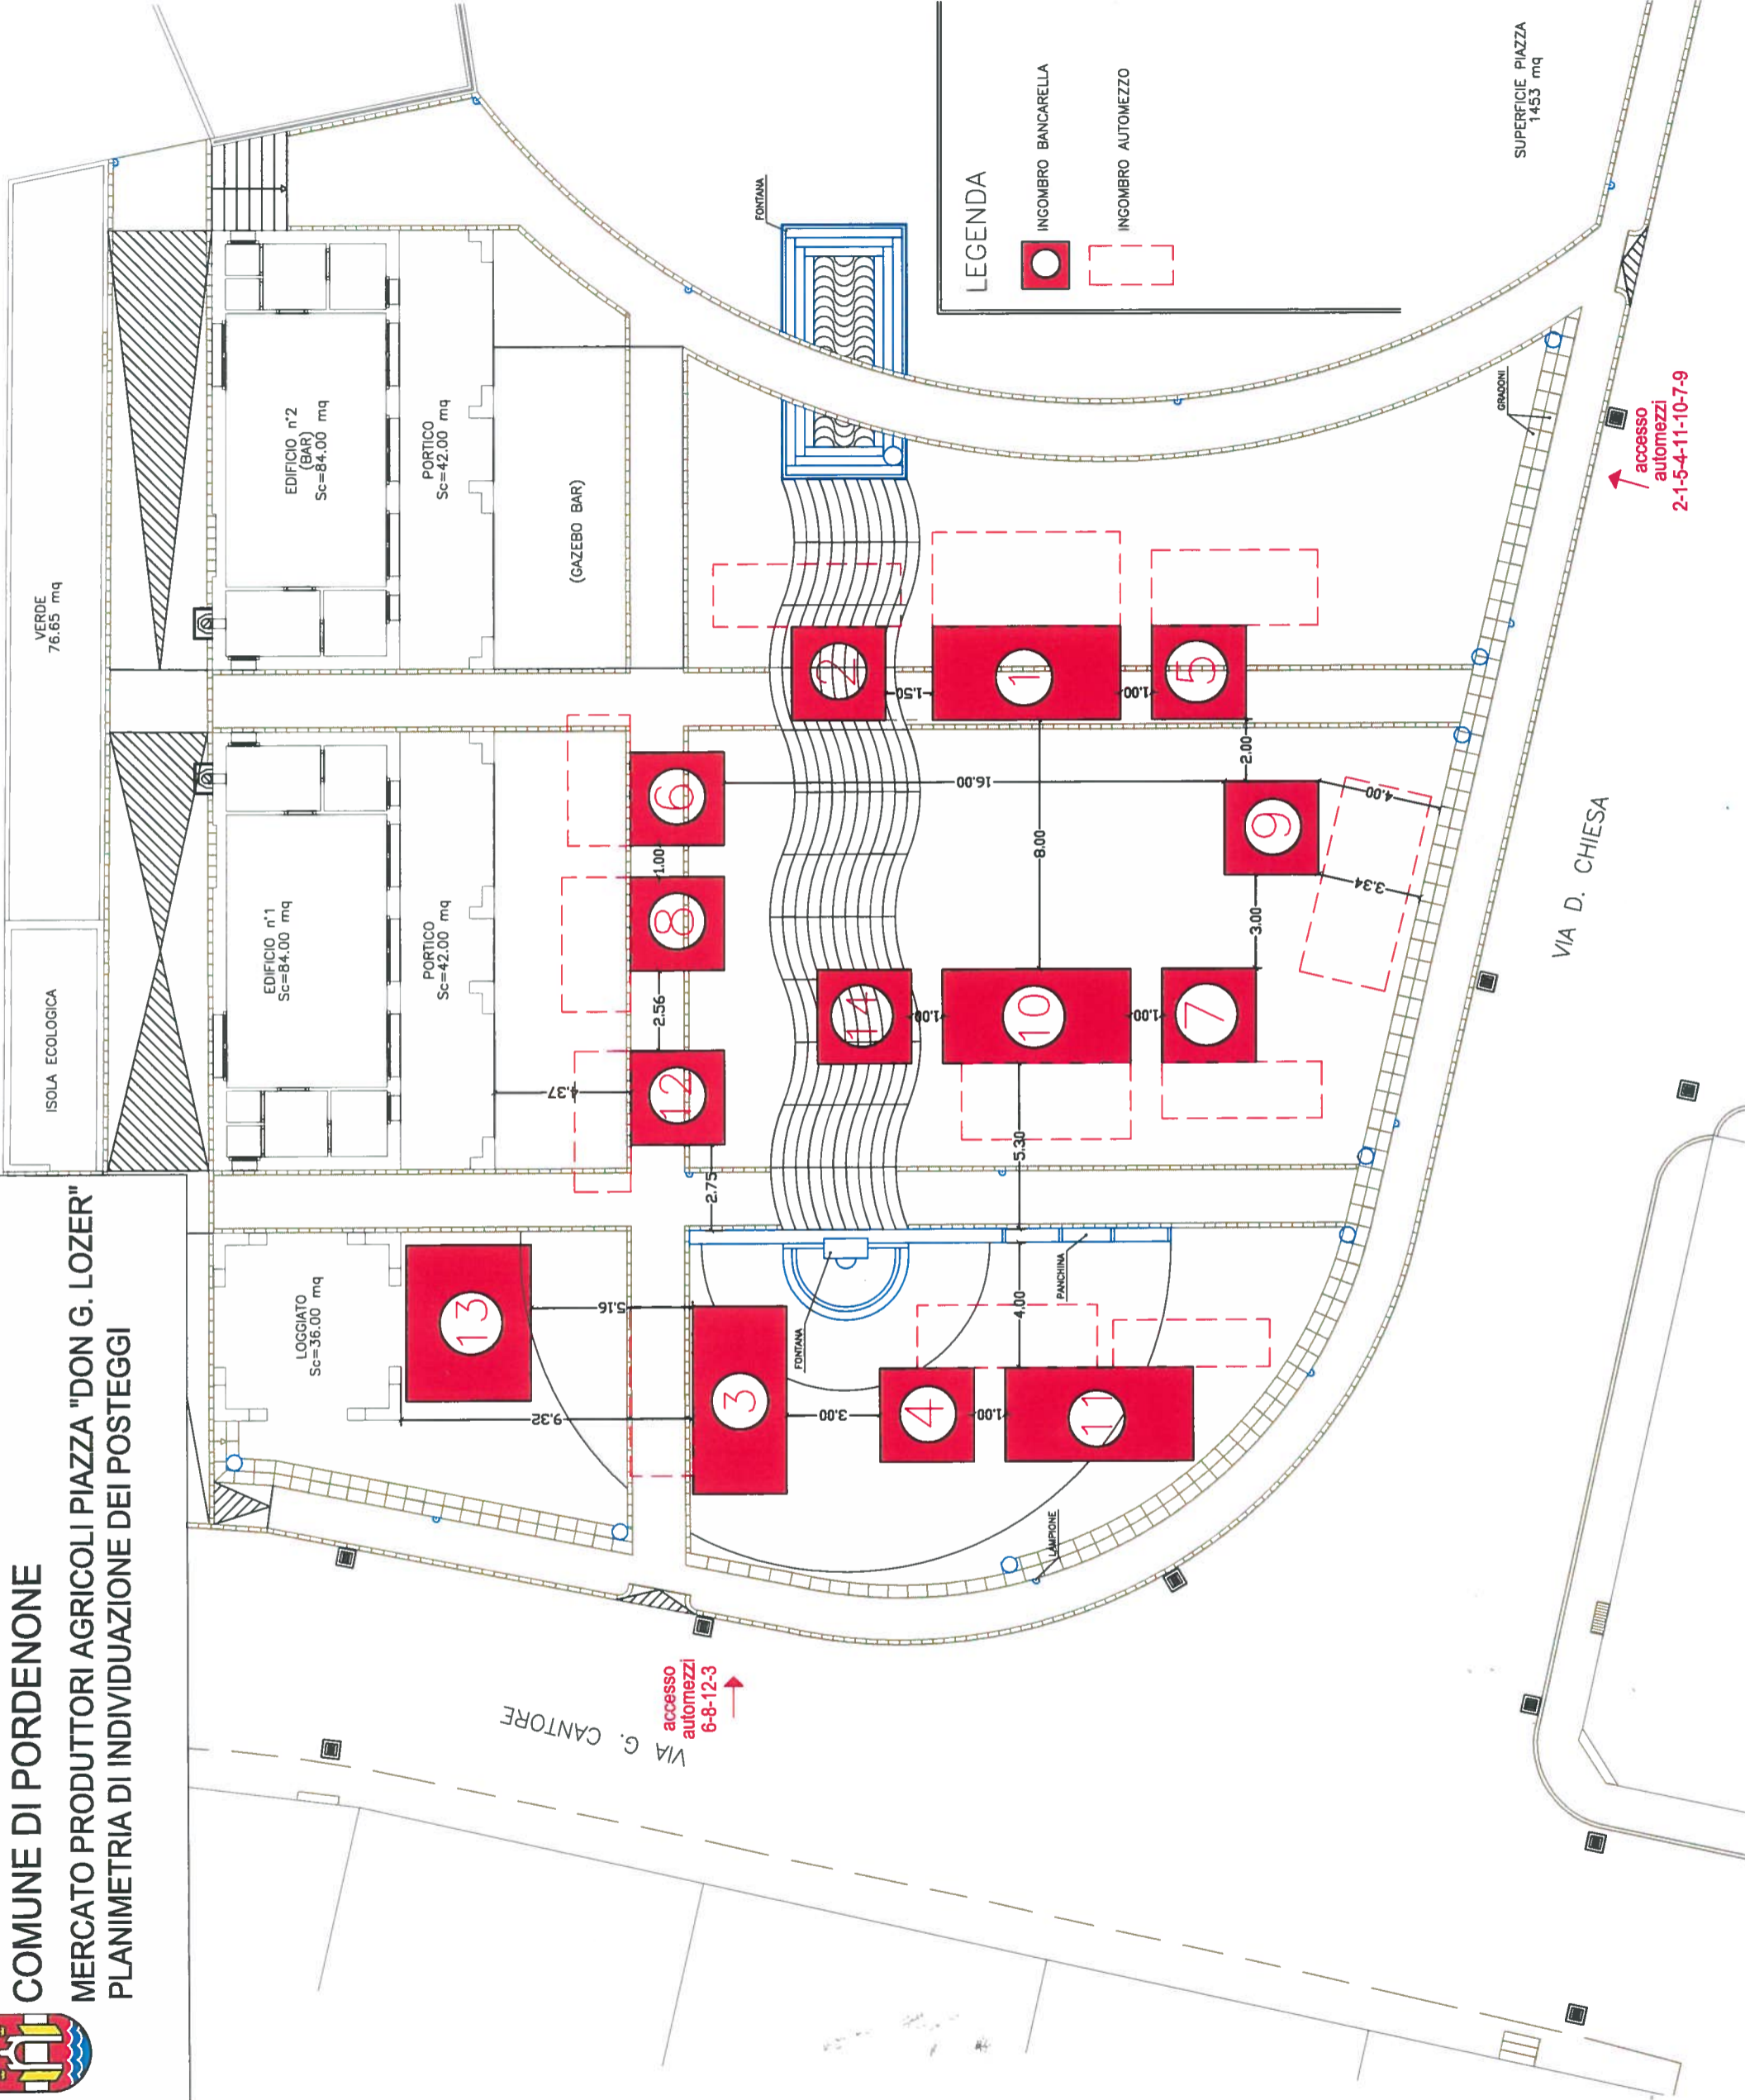 COMUNE DI PORDENONE
MERCATO PRODUTTORI AGRICOLI PIAZZA "DON G. LOZER"
PLANIMETRIA DI INDIVIDUAZIONE DEI POSTEGGI
ISOLA ECOLOGICA
VERDE
76.65 mq
LOGGIATO
Sc=36.00 mq
EDIFICIO n°1
Sc=84.00 mq
PORTICO
Sc=42.00 mq
EDIFICIO n°2
(BAR)
Sc=84.00 mq
PORTICO
Sc=42.00 mq
(GAZEBO BAR)
13
5.16
9.32
3
3.00
4
1.00
11
FONTANA
4.00
PANCHINA
LAMPIONE
12
4.37
2.75
2.56
8
1.00
6
14
1.00
10
1.00
7
5.30
8.00
16.00
3.00
9
2.00
4.00
3.34
2
1.50
1
1.00
5
FONTANA
LEGENDA
INGOMBRO BANCARELLA
INGOMBRO AUTOMEZZO
SUPERFICIE PIAZZA
1453 mq
GRADONI
accesso
automezzi
2-1-5-4-11-10-7-9
VIA D. CHIESA
VIA G. CANTORE
accesso
automezzi
6-8-12-3